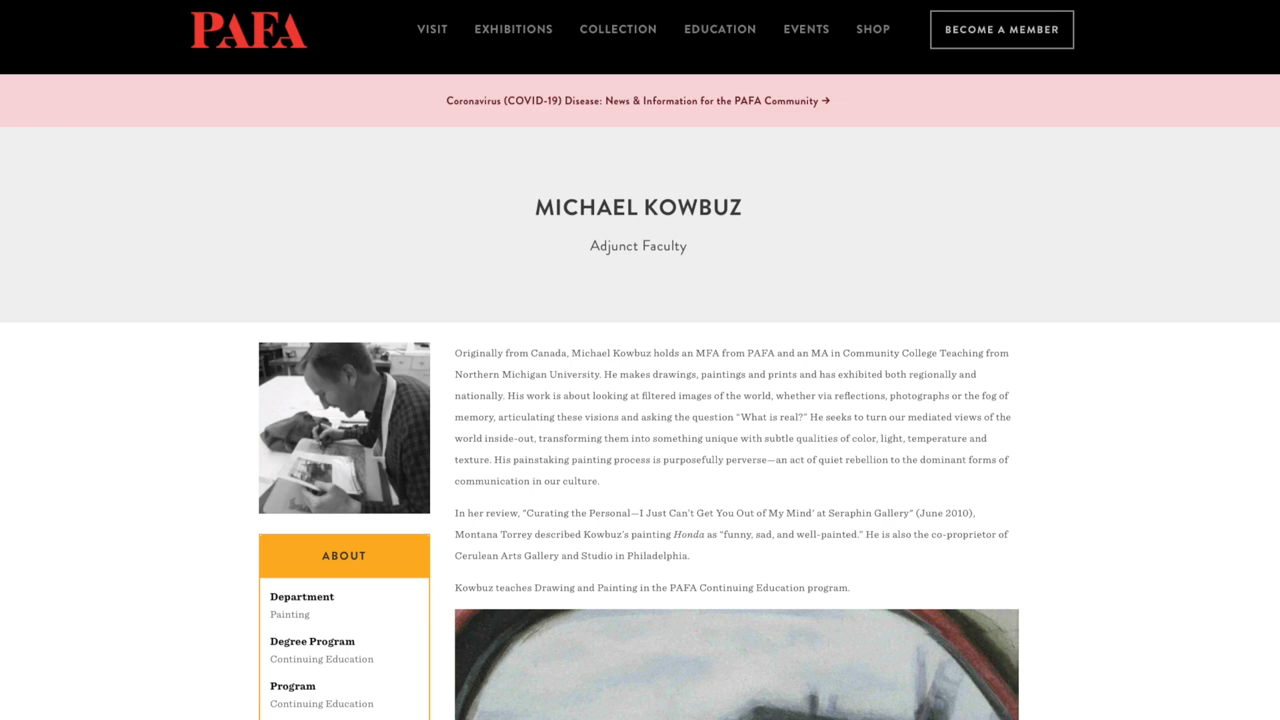 PAFA
VISIT EXHIBITIONS COLLECTION EDUCATION EVENTS SHOP BECOME A MEMBER
Coronavirus (COVID-19) Disease: News & Information for the PAFA Community →
MICHAEL KOWBUZ
Adjunct Faculty
Originally from Canada, Michael Kowbuz holds an MFA from PAFA and an MA in Community College Teaching from
Northern Michigan University. He makes drawings, paintings and prints and has exhibited both regionally and
nationally. His work is about looking at filtered images of the world, whether via reflections, photographs or the fog of
memory, articulating these visions and asking the question “What is real?” He seeks to turn our mediated views of the
world inside-out, transforming them into something unique with subtle qualities of color, light, temperature and
texture. His painstaking painting process is purposefully perverse—an act of quiet rebellion to the dominant forms of
communication in our culture.
In her review, "Curating the Personal—I Just Can't Get You Out of My Mind' at Seraphin Gallery" (June 2010),
Montana Torrey described Kowbuz's painting Honda as “funny, sad, and well-painted.” He is also the co-proprietor of
Cerulean Arts Gallery and Studio in Philadelphia.
Kowbuz teaches Drawing and Painting in the PAFA Continuing Education program.
ABOUT
Department
Painting
Degree Program
Continuing Education
Program
Continuing Education